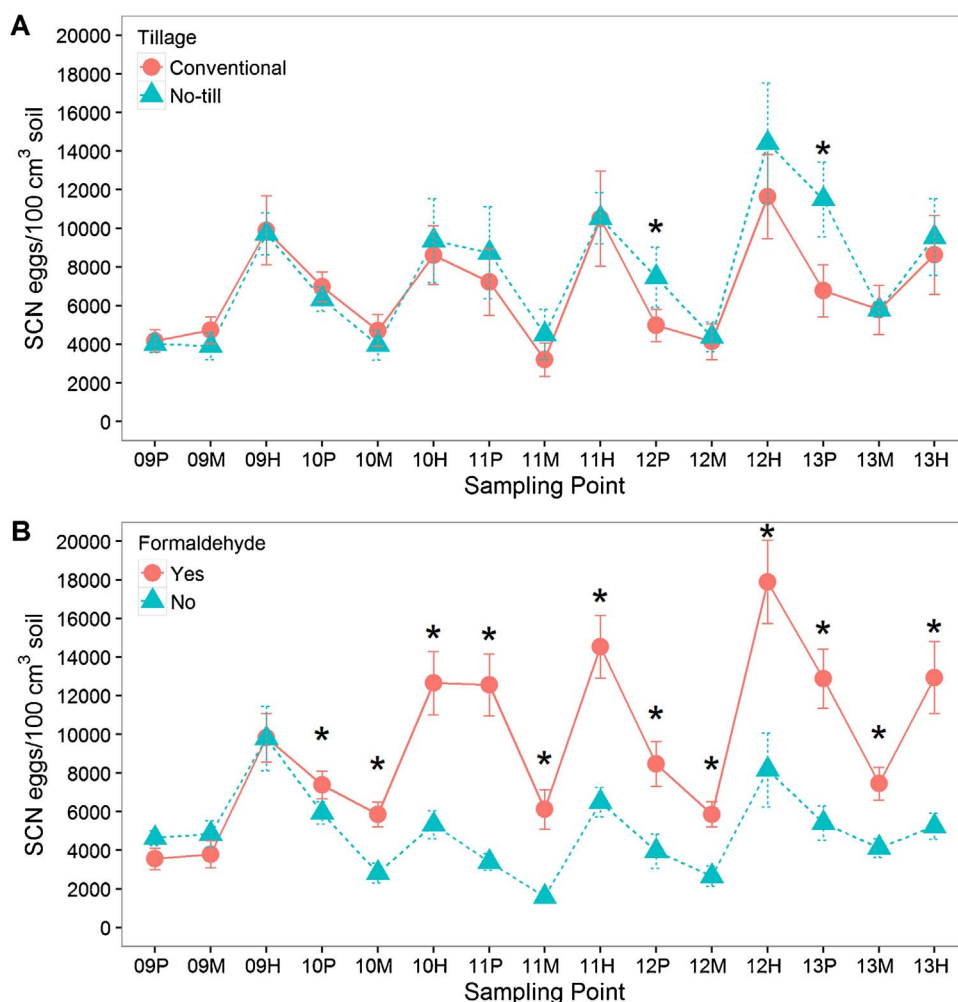 A
Tillage
Conventional
No-till
SCN eggs/100 cm³ soil
20000
18000
16000
14000
12000
10000
8000
6000
4000
2000
0
*
*
09P 09M 09H 10P 10M 10H 11P 11M 11H 12P 12M 12H 13P 13M 13H
Sampling Point
B
Formaldehyde
Yes
No
SCN eggs/100 cm³ soil
20000
18000
16000
14000
12000
10000
8000
6000
4000
2000
0
* * * * * * * * * * * *
09P 09M 09H 10P 10M 10H 11P 11M 11H 12P 12M 12H 13P 13M 13H
Sampling Point